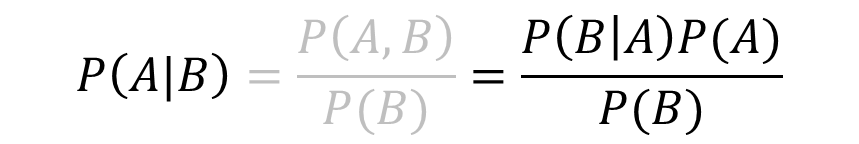 P(A|B) = P(A, B) / P(B) = P(B|A)P(A) / P(B)